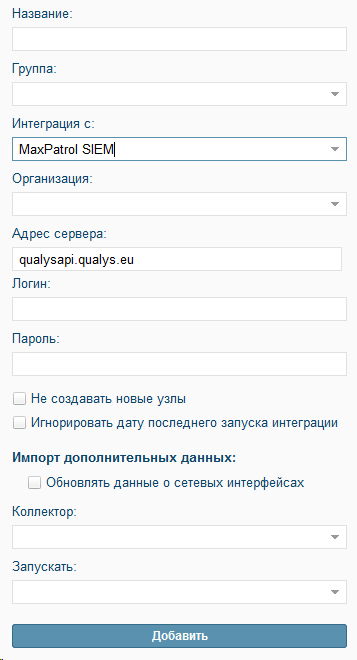 Название:
Группа:
Интеграция с:
MaxPatrol SIEM
Организация:
Адрес сервера:
qualysapi.qualys.eu
Логин:
Пароль:
Не создавать новые узлы
Игнорировать дату последнего запуска интеграции
Импорт дополнительных данных:
Обновлять данные о сетевых интерфейсах
Коллектор:
Запускать:
Добавить